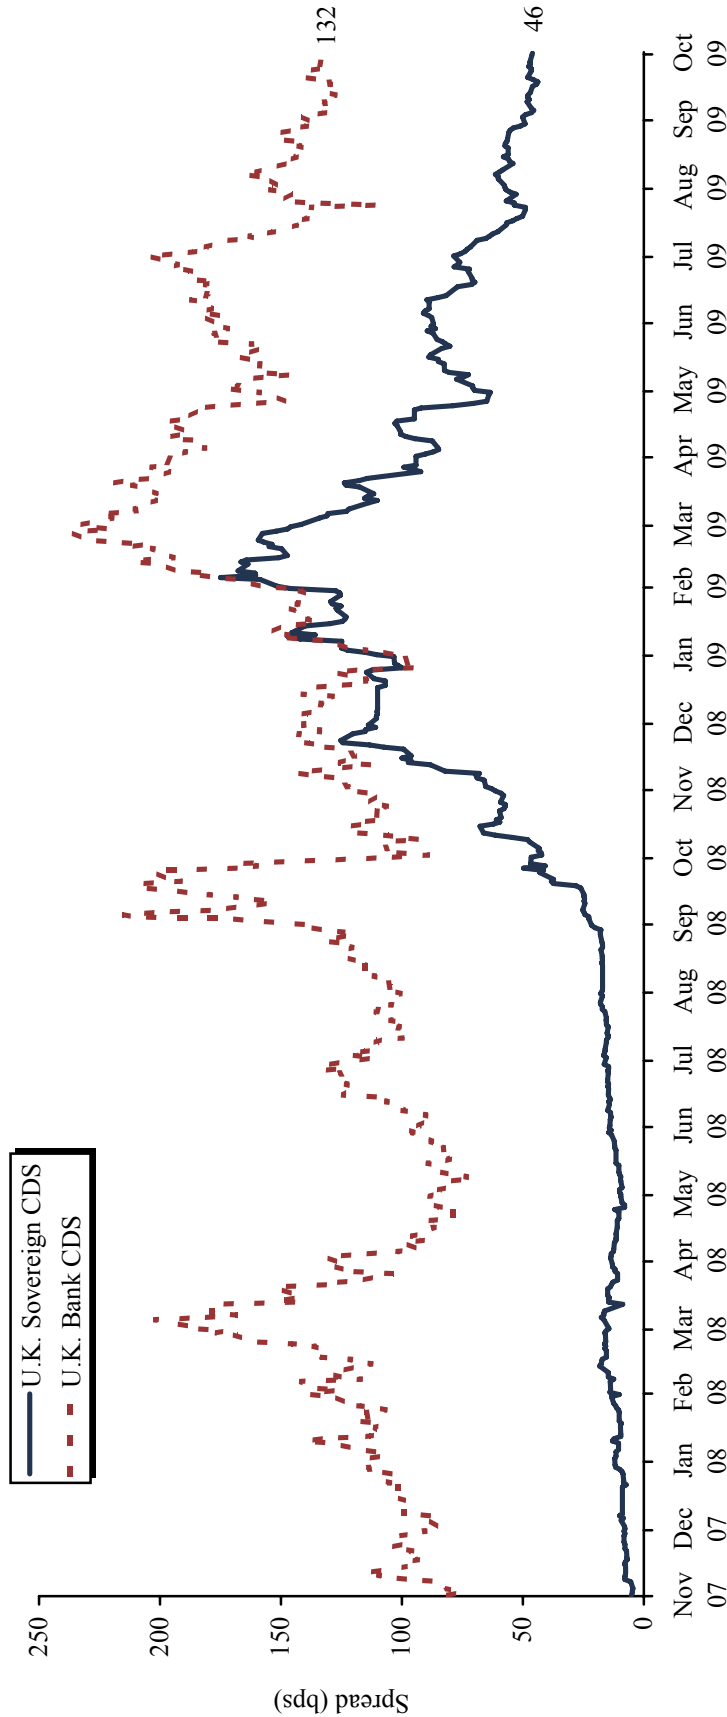 U.K. Sovereign CDS
U.K. Bank CDS
Spread (bps)
250
200
150
100
50
0
132
46
Nov Dec Jan Feb Mar Apr May Jun Jul Aug Sep Oct Nov Dec Jan Feb Mar Apr May Jun Jul Aug Sep Oct
07 07 08 08 08 08 08 08 08 08 08 08 08 08 09 09 09 09 09 09 09 09 09 09